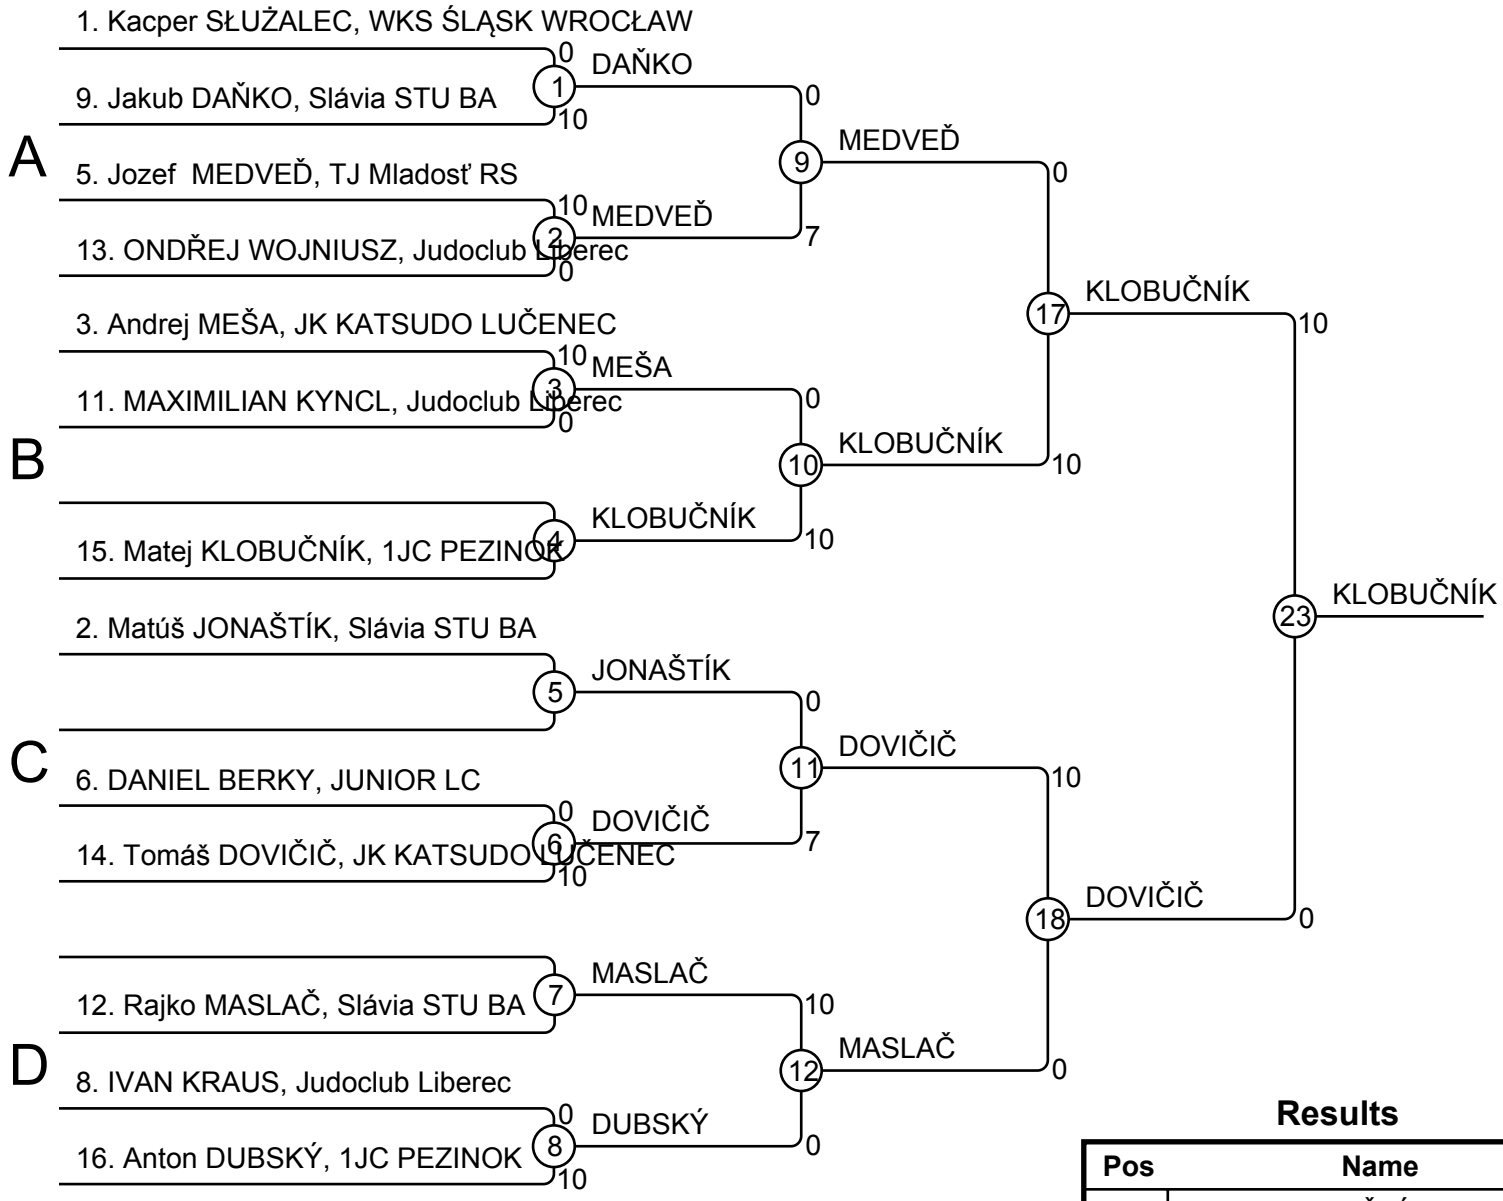 1. Kacper SŁUŻALEC, WKS ŚLĄSK WROCŁAW
0
DAŇKO
1
0
9. Jakub DAŇKO, Slávia STU BA
10
A
MEDVEĎ
9
0
5. Jozef  MEDVEĎ, TJ Mladosť RS
10
MEDVEĎ
2
7
13. ONDŘEJ WOJNIUSZ, Judoclub Liberec
0
KLOBUČNÍK
17
10
3. Andrej MEŠA, JK KATSUDO LUČENEC
10
MEŠA
3
0
11. MAXIMILIAN KYNCL, Judoclub Liberec
0
B
KLOBUČNÍK
10
10
KLOBUČNÍK
4
10
15. Matej KLOBUČNÍK, 1JC PEZINOK
KLOBUČNÍK
23
2. Matúš JONAŠTÍK, Slávia STU BA
JONAŠTÍK
5
0
C
DOVIČIČ
11
10
6. DANIEL BERKY, JUNIOR LC
0
DOVIČIČ
6
7
14. Tomáš DOVIČIČ, JK KATSUDO LUČENEC
10
DOVIČIČ
18
0
MASLAČ
7
10
12. Rajko MASLAČ, Slávia STU BA
D
MASLAČ
12
0
8. IVAN KRAUS, Judoclub Liberec
0
DUBSKÝ
8
0
16. Anton DUBSKÝ, 1JC PEZINOK
10
Results
Pos Name